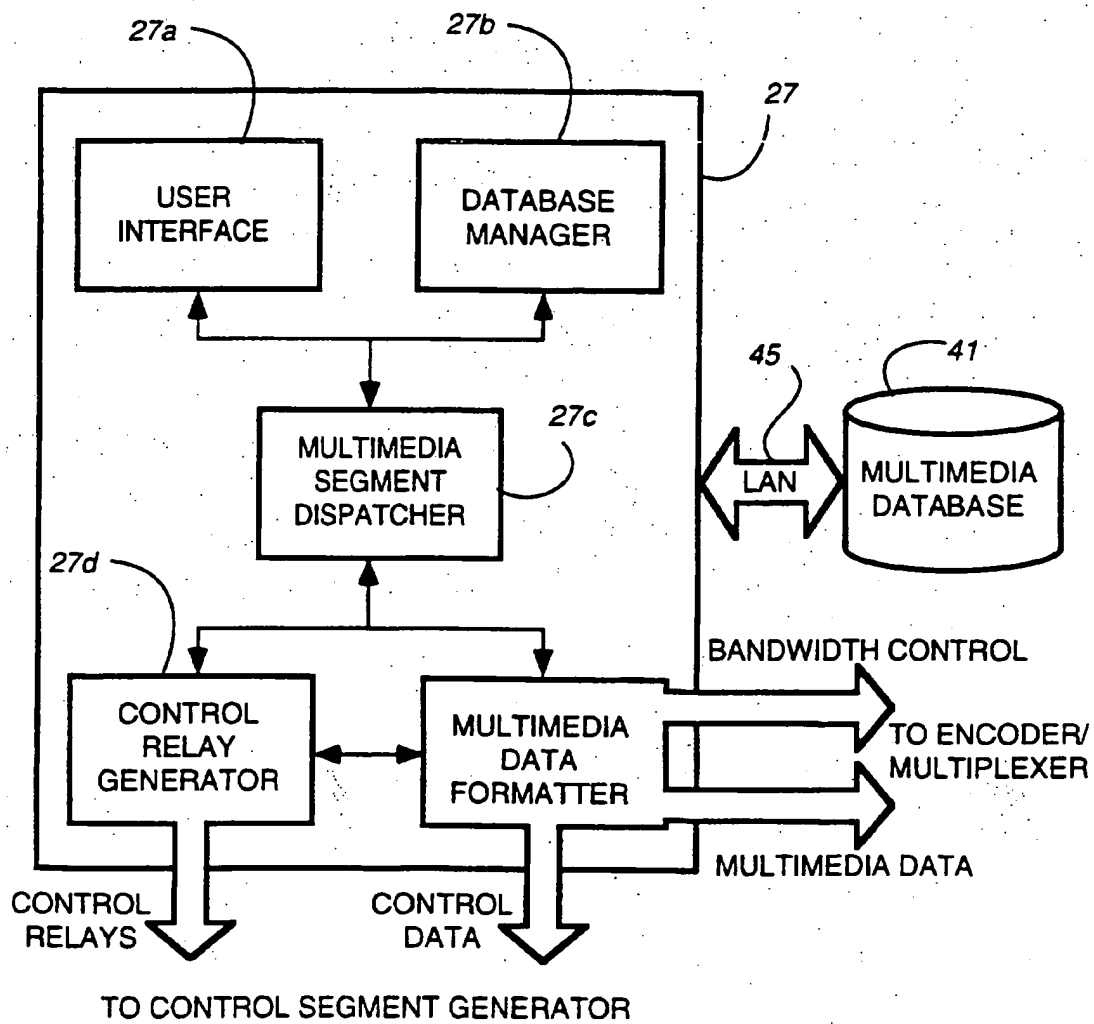 27a
27b
27
USER
INTERFACE
DATABASE
MANAGER
45
41
27c
MULTIMEDIA
SEGMENT
DISPATCHER
LAN
MULTIMEDIA
DATABASE
27d
BANDWIDTH CONTROL
CONTROL
RELAY
GENERATOR
MULTIMEDIA
DATA
FORMATTER
TO ENCODER/
MULTIPLEXER
MULTIMEDIA DATA
CONTROL
RELAYS
CONTROL
DATA
TO CONTROL SEGMENT GENERATOR